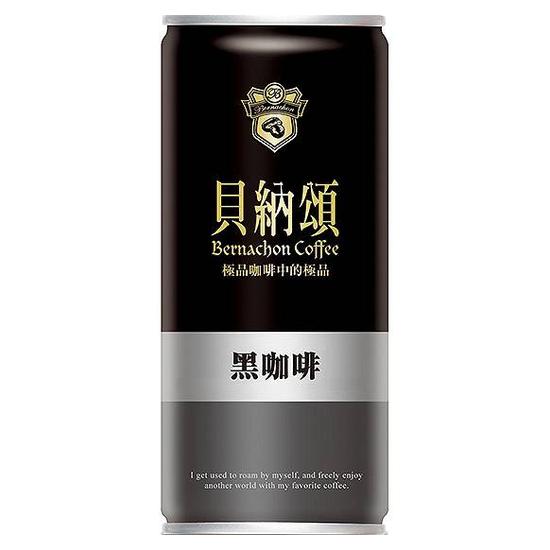 B
Bernachon
貝納頌
Bernachon Coffee
極品咖啡中的極品
黑咖啡
I get used to roam by myself, and freely enjoy
another world with my favorite coffee.